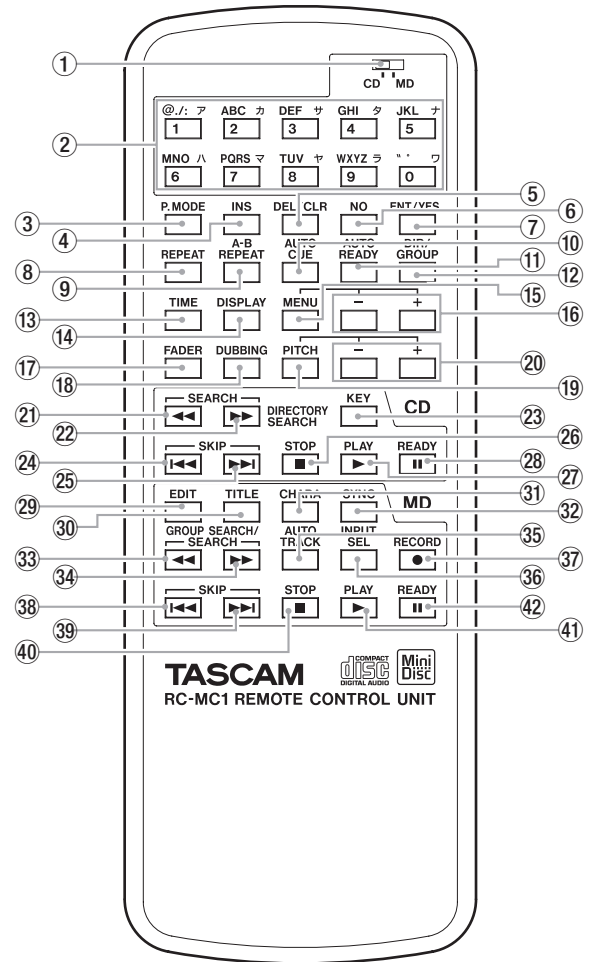 1
CD MD
2
@./: ア ABC カ DEF サ GHI タ JKL ナ
1 2 3 4 5
MNO ハ PQRS マ TUV ヤ WXYZ ラ ゛゜ ワ
6 7 8 9 0
5
3 P.MODE INS DEL/CLR NO ENT/YES 6
4 7
10
8 REPEAT A-B REPEAT AUTO CUE AUTO READY DIR/GROUP 11
9 12
15
13 TIME DISPLAY MENU − + 16
14
17 FADER DUBBING PITCH − + 20
18 19
21 SEARCH DIRECTORY SEARCH KEY CD
22 23
26
24 SKIP STOP PLAY READY 28
25 27
29 EDIT TITLE CHARA SYNC MD 31
30 32
35
33 GROUP SEARCH/SEARCH AUTO TRACK INPUT SEL RECORD 37
34 36
38 SKIP STOP PLAY READY 42
39
40 41
TASCAM COMPACT disc DIGITAL AUDIO Mini Disc
RC-MC1 REMOTE CONTROL UNIT